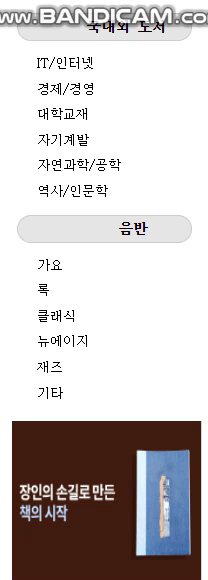 www.BANDICAM.com
국내외 도서
IT/인터넷
경제/경영
대학교재
자기계발
자연과학/공학
역사/인문학
음반
가요
록
클래식
뉴에이지
재즈
기타
장인의 손길로 만든
책의 시작